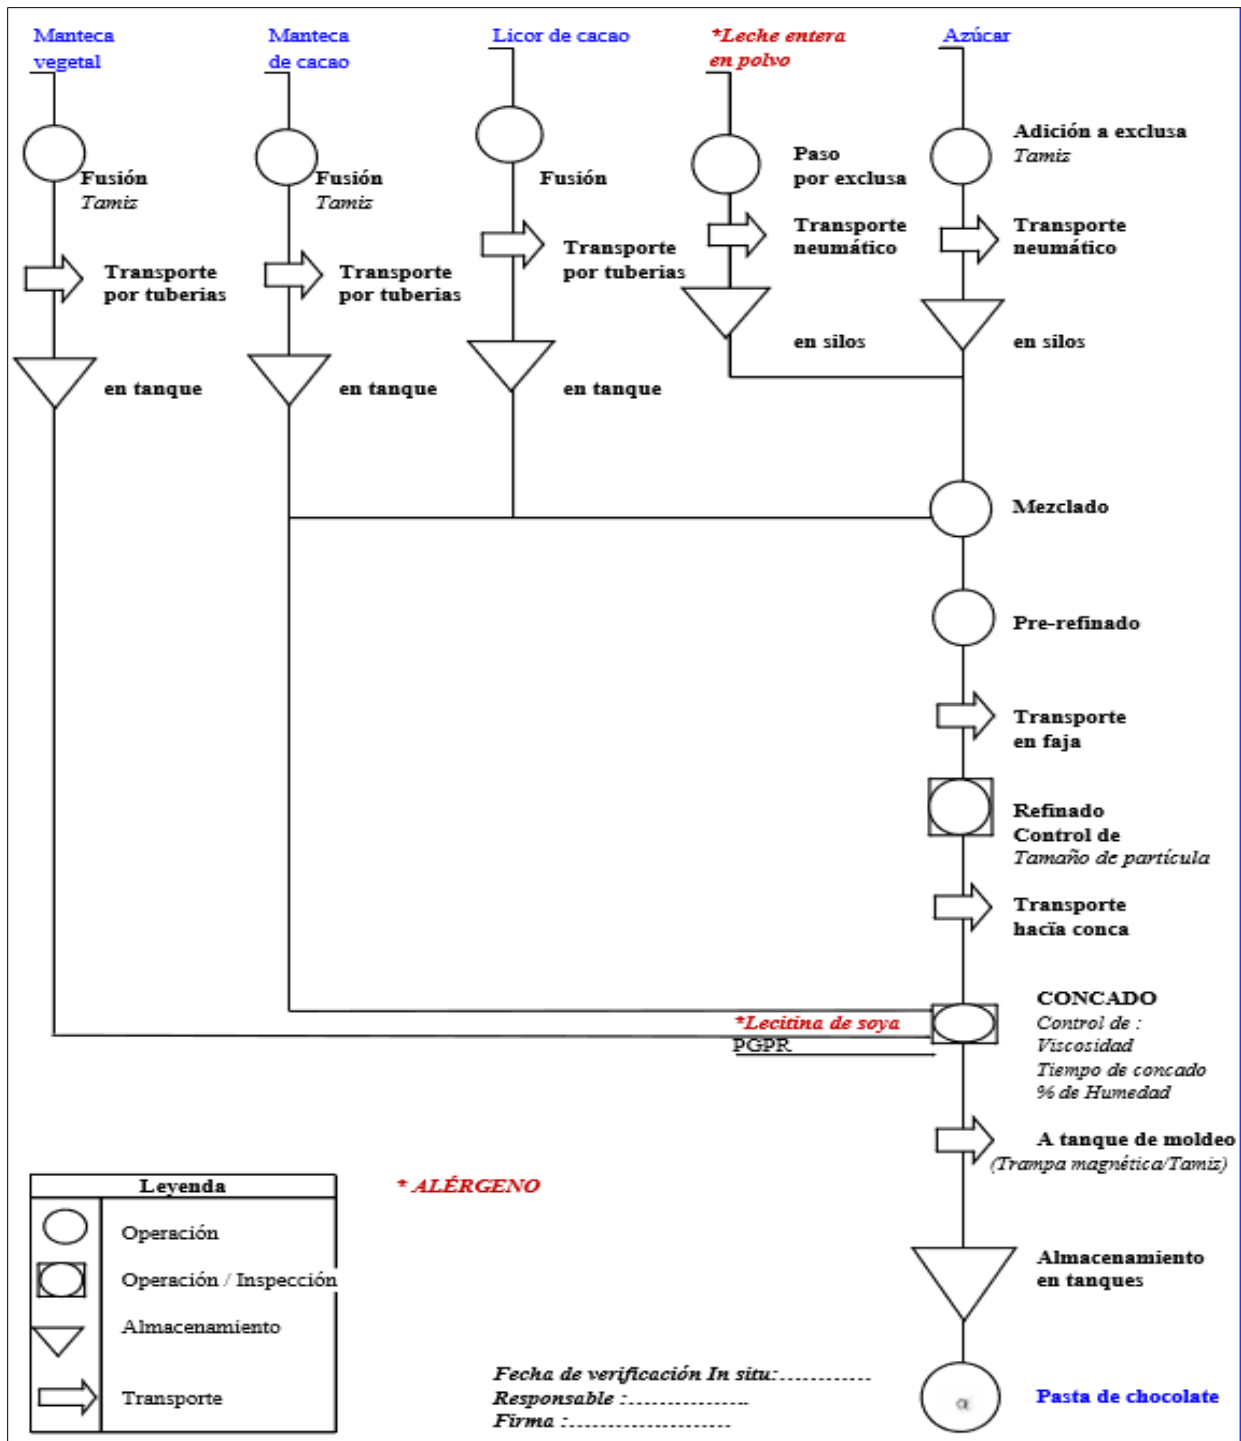 Manteca
vegetal
Manteca
de cacao
Licor de cacao
*Leche entera
en polvo
Azúcar
Fusión
Tamiz
Fusión
Tamiz
Fusión
Paso
por exclusa
Adición a exclusa
Tamiz
Transporte
por tuberias
Transporte
por tuberias
Transporte
por tuberias
Transporte
neumático
Transporte
neumático
en tanque
en tanque
en tanque
en silos
en silos
Mezclado
Pre-refinado
Transporte
en faja
Refinado
Control de
Tamaño de partícula
Transporte
hacïa conca
*Lecitina de soya
PGPR
CONCADO
Control de :
Viscosidad
Tiempo de concado
% de Humedad
A tanque de moldeo
(Trampa magnética/Tamiz)
Almacenamiento
en tanques
α
Pasta de chocolate
Leyenda
Operación
Operación / Inspección
Almacenamiento
Transporte
* ALÉRGENO
Fecha de verificación In situ:............
Responsable :................
Firma :.....................